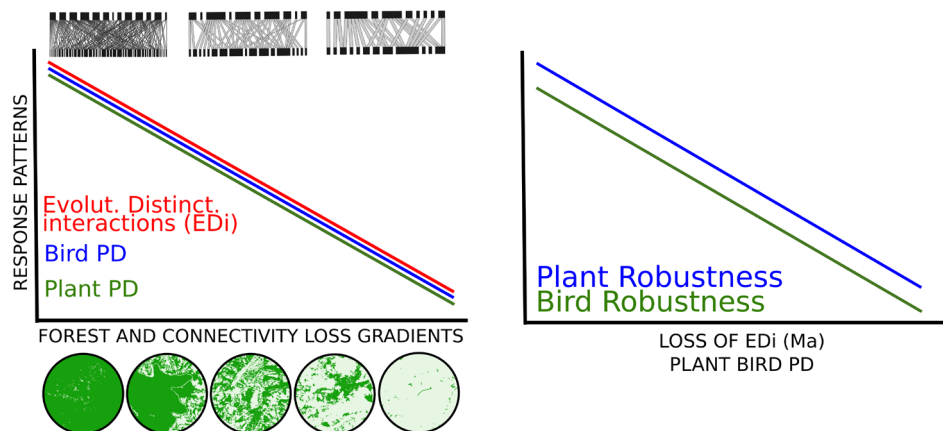 RESPONSE PATTERNS
Evolut. Distinct.
interactions (EDi)
Bird PD
Plant PD
FOREST AND CONNECTIVITY LOSS GRADIENTS
Plant Robustness
Bird Robustness
LOSS OF EDi (Ma)
PLANT BIRD PD